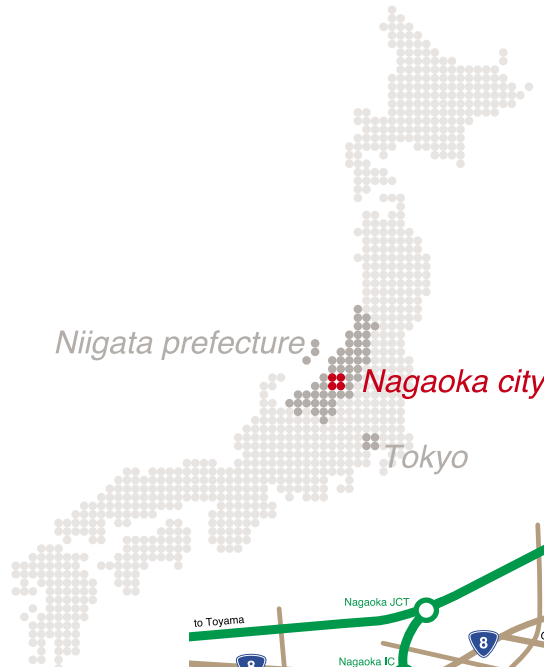 Niigata prefecture
Nagaoka city
Tokyo
Nagaoka JCT
to Toyama
8
8
Nagaoka IC